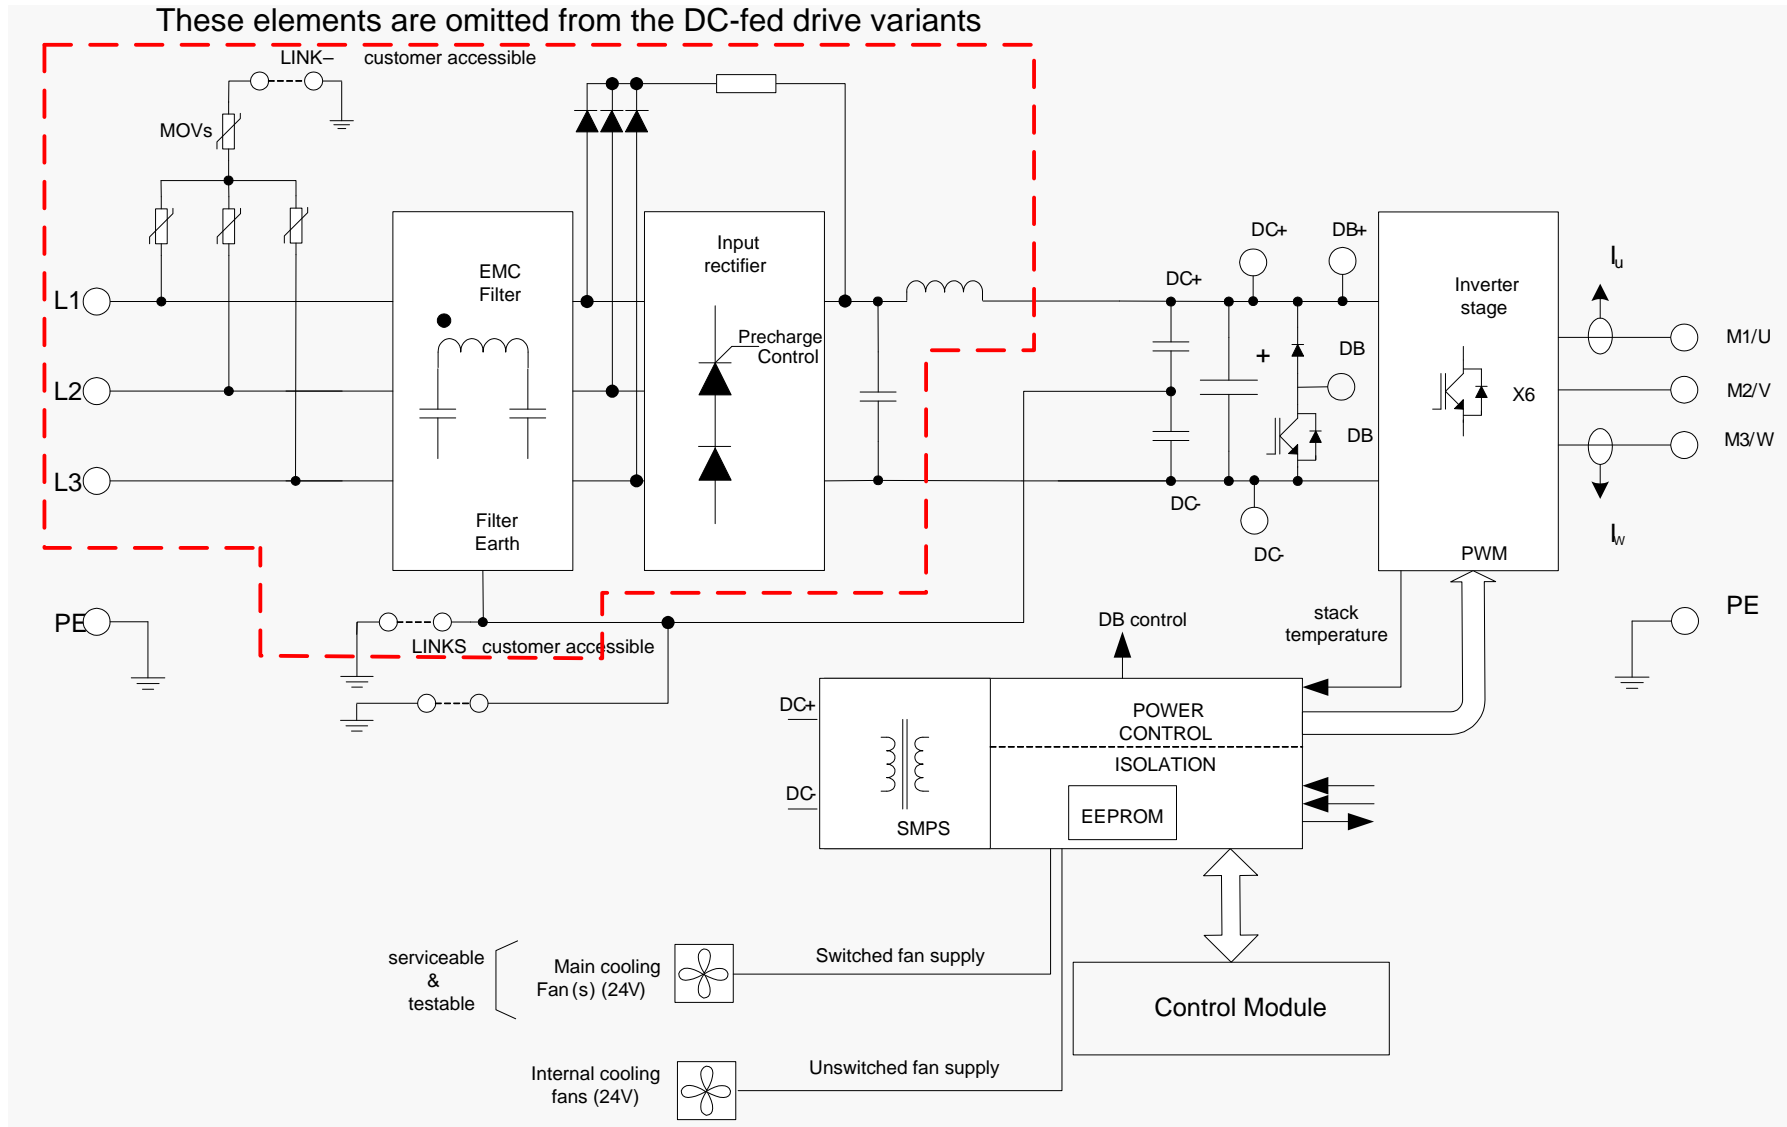 These elements are omitted from the DC-fed drive variants
LINK– customer accessible
MOVs
EMC
Filter
Input
rectifier
Precharge
Control
L1
L2
L3
Filter
Earth
PE
LINKS customer accessible
DC+
DC+
DB+
+
DB
DB
DC-
DC-
Inverter
stage
X6
PWM
Iu
M1/U
M2/V
M3/W
Iw
PE
stack
temperature
DB control
DC+
DC-
SMPS
POWER
CONTROL
ISOLATION
EEPROM
Control Module
serviceable
&
testable
Main cooling
Fan(s) (24V)
Switched fan supply
Internal cooling
fans (24V)
Unswitched fan supply